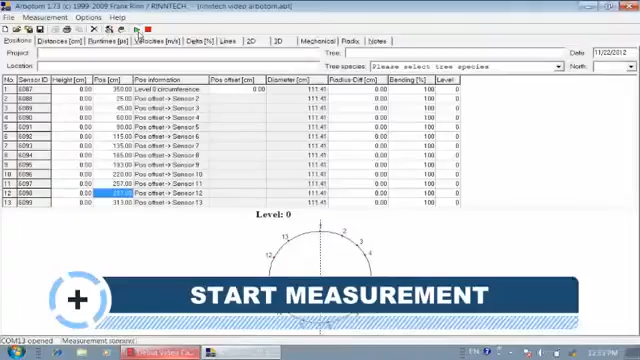 Arbotom 1.73 (c) 1999-2009 Frank Rinn / RINNTECH. [rinntech video arbotom.apt]
File Measurement Options Help
Positions Distances [cm] Runtimes [µs] Velocities [m/s] Delta [%] Lines 2D 3D Mechanical Radix Notes
Project Tree: Date 11/22/2012
Location Tree species: Please select tree species North
No. Sensor ID Height [cm] Pos [cm] Pos information Pos offset [cm] Diameter [cm] Radius Diff [cm] Bending [%] Level
1 6087 0.00 350.00 Level 0 circumference 0.00 111.41 0.00 100 0
2 6088 0.00 25.00 Pos offset -> Sensor 2 111.41 0.00 100 0
3 6089 0.00 45.00 Pos offset -> Sensor 3 111.41 0.00 100 0
4 6090 0.00 60.00 Pos offset -> Sensor 4 111.41 0.00 100 0
5 6091 0.00 90.00 Pos offset -> Sensor 5 111.41 0.00 100 0
6 6092 0.00 115.00 Pos offset -> Sensor 6 111.41 0.00 100 0
7 6093 0.00 135.00 Pos offset -> Sensor 7 111.41 0.00 100 0
8 6094 0.00 165.00 Pos offset -> Sensor 8 111.41 0.00 100 0
9 6095 0.00 193.00 Pos offset -> Sensor 9 111.41 0.00 100 0
10 6096 0.00 220.00 Pos offset -> Sensor 10 111.41 0.00 100 0
11 6097 0.00 257.00 Pos offset -> Sensor 11 111.41 0.00 100 0
12 6098 0.00 Pos offset -> Sensor 12 111.41 0.00 100 0
13 6099 0.00 313.00 Pos offset -> Sensor 13 111.41 0.00 100 0
Level: 0
1
13 2
3
12 4
START MEASUREMENT
COM13 opened Measurement
EN 12:53 PM